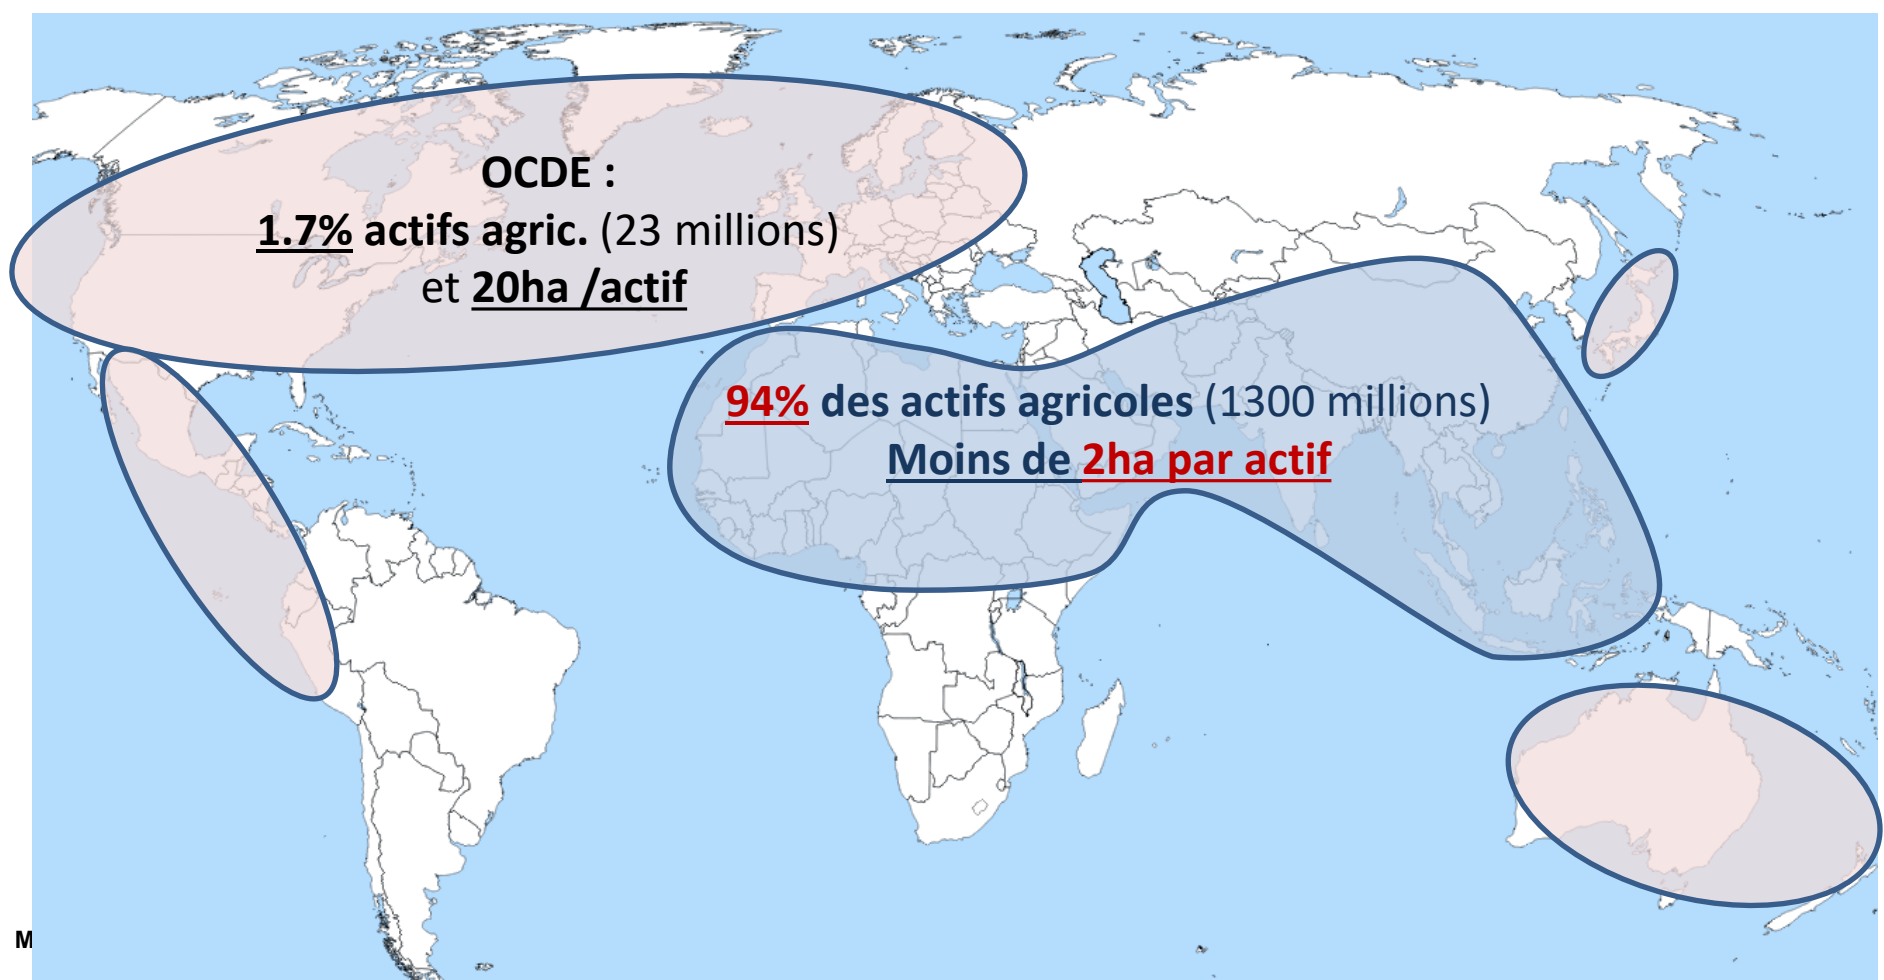 OCDE :
1.7% actifs agric. (23 millions)
et 20ha /actif
94% des actifs agricoles (1300 millions)
Moins de 2ha par actif
M